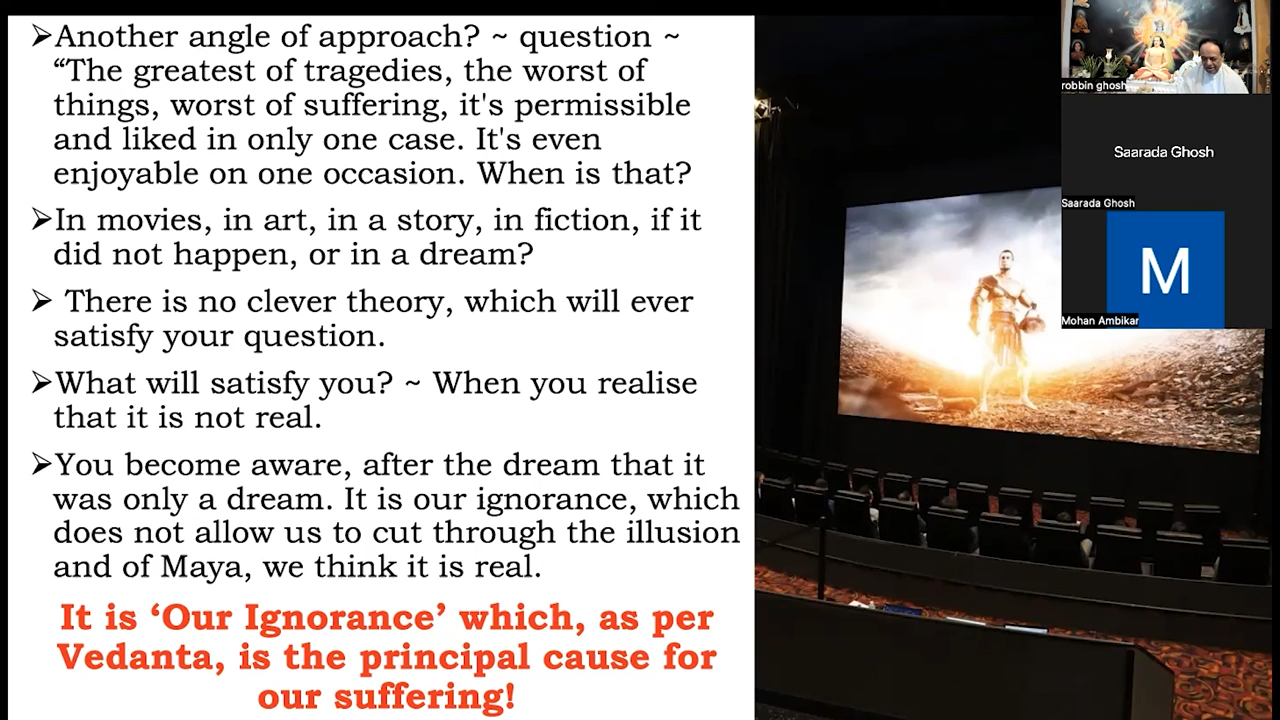 ➢Another angle of approach? ~ question ~
“The greatest of tragedies, the worst of
things, worst of suffering, it's permissible
and liked in only one case. It's even
enjoyable on one occasion. When is that?
➢In movies, in art, in a story, in fiction, if it
did not happen, or in a dream?
➢ There is no clever theory, which will ever
satisfy your question.
➢What will satisfy you? ~ When you realise
that it is not real.
➢You become aware, after the dream that it
was only a dream. It is our ignorance, which
does not allow us to cut through the illusion
and of Maya, we think it is real.
It is ‘Our Ignorance’ which, as per
Vedanta, is the principal cause for
our suffering!
robbin ghosh
Saarada Ghosh
Saarada Ghosh
M
Mohan Ambikar